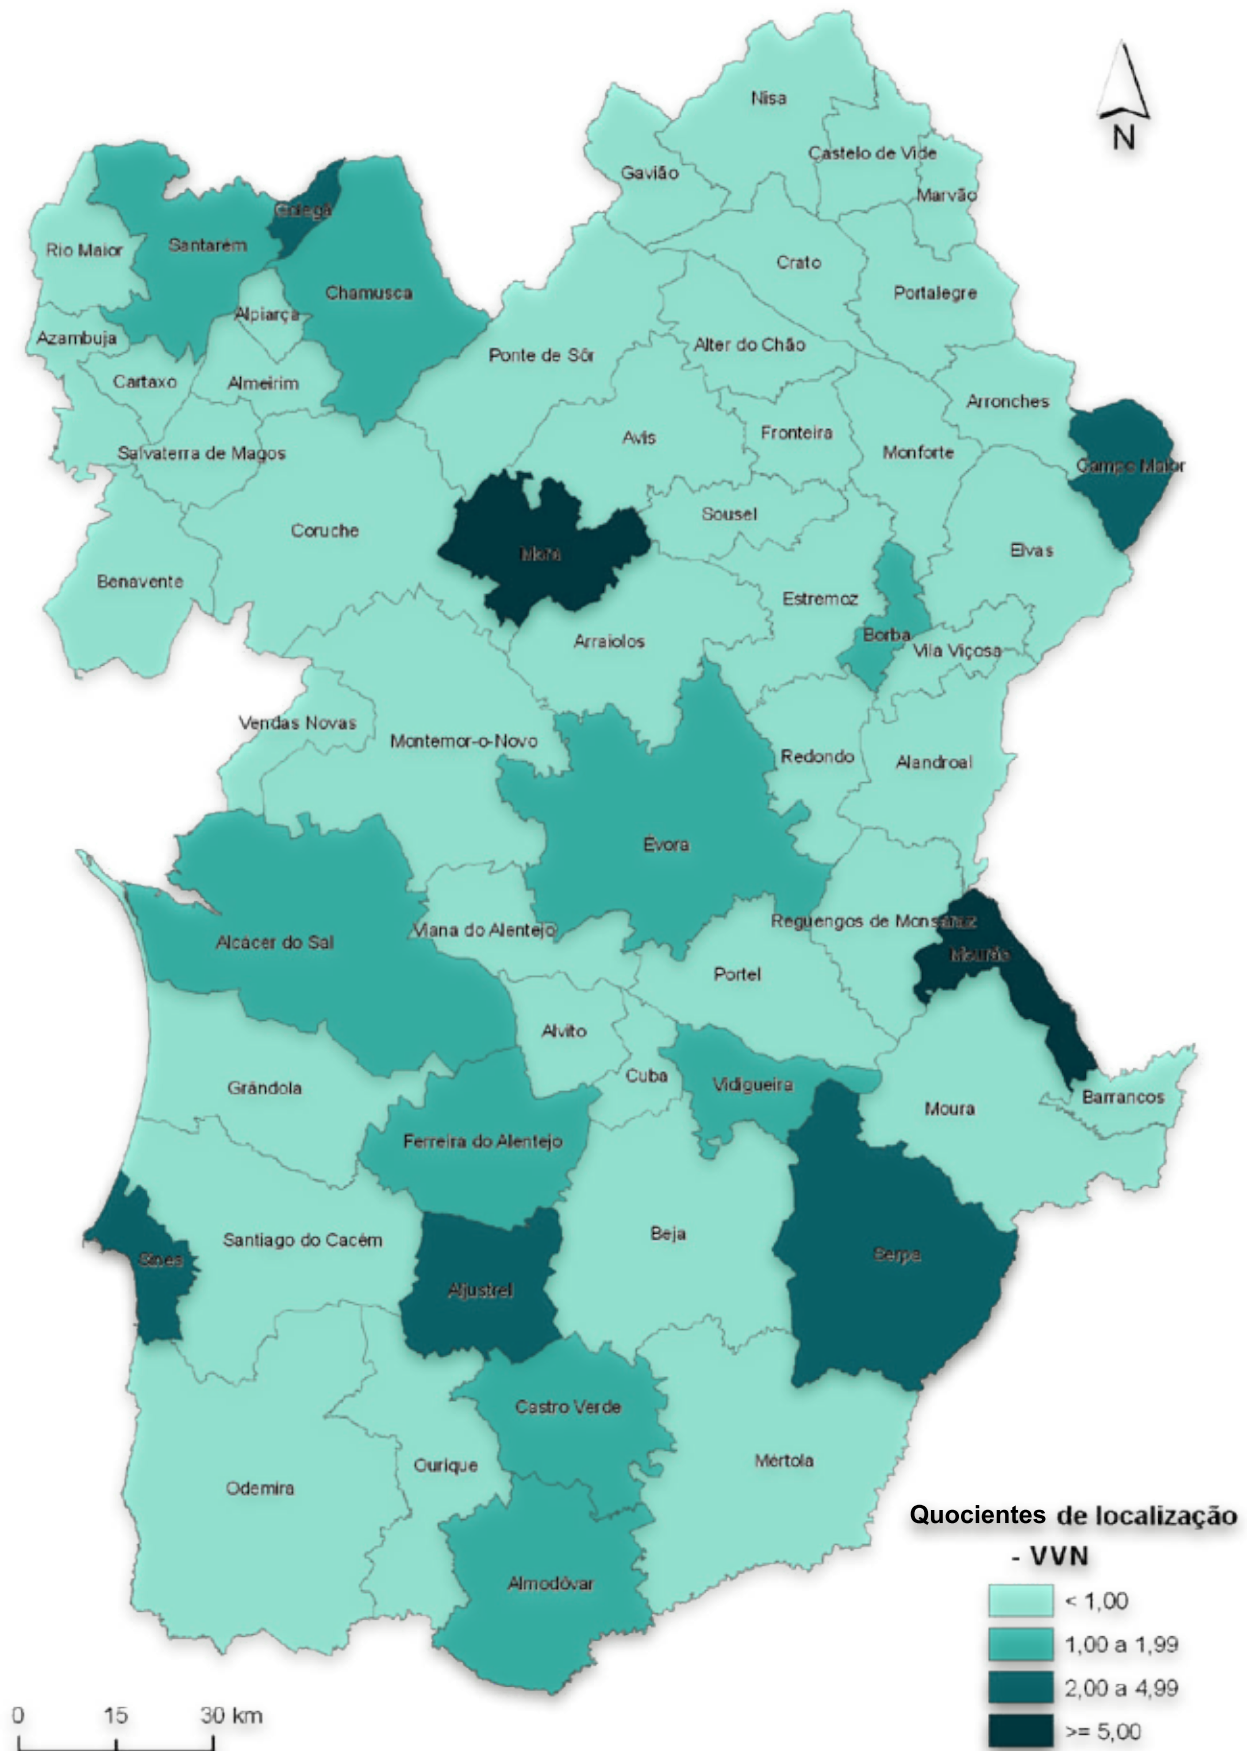 Nisa
N
Castelo de Vide
Gavião
Marvão
Golegã
Santarém
Rio Maior
Crato
Chamusca
Portalegre
Alpiarça
Azambuja
Alter do Chão
Ponte de Sôr
Cartaxo
Almeirim
Arronches
Fronteira
Avis
Monforte
Salvaterra de Magos
Campo Maior
Sousel
Coruche
Mora
Elvas
Benavente
Estremoz
Borba
Arraiolos
Vila Viçosa
Vendas Novas
Montemor-o-Novo
Redondo
Alandroal
Évora
Reguengos de Monsaraz
Viana do Alentejo
Alcácer do Sal
Mourão
Portel
Alvito
Cuba
Vidigueira
Grândola
Barrancos
Moura
Ferreira do Alentejo
Beja
Santiago do Cacém
Serpa
Sines
Aljustrel
Castro Verde
Mértola
Ourique
Odemira
Almodôvar
Quocientes de localização
- VVN
< 1,00
1,00 a 1,99
2,00 a 4,99
>= 5,00
0 15 30 km